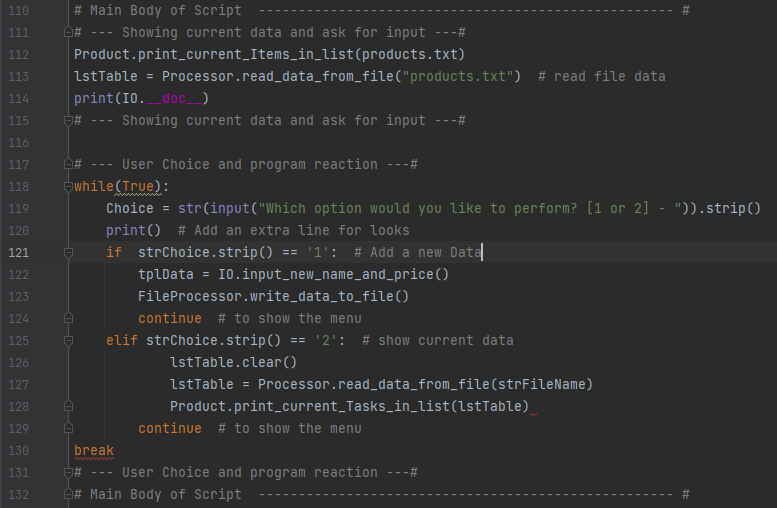 110 # Main Body of Script  ---------------------------------------------------- #
111 # --- Showing current data and ask for input ---#
112 Product.print_current_Items_in_list(products.txt)
113 lstTable = Processor.read_data_from_file("products.txt")  # read file data
114 print(IO.__doc__)
115 # --- Showing current data and ask for input ---#
116
117 # --- User Choice and program reaction ---#
118 while(True):
119     Choice = str(input("Which option would you like to perform? [1 or 2] - ")).strip()
120     print()  # Add an extra line for looks
121     if  strChoice.strip() == '1':  # Add a new Data
122         tplData = IO.input_new_name_and_price()
123         FileProcessor.write_data_to_file()
124         continue  # to show the menu
125     elif strChoice.strip() == '2':  # show current data
126             lstTable.clear()
127             lstTable = Processor.read_data_from_file(strFileName)
128             Product.print_current_Tasks_in_list(lstTable)
129         continue  # to show the menu
130 break
131 # --- User Choice and program reaction ---#
132 # Main Body of Script  ---------------------------------------------------- #